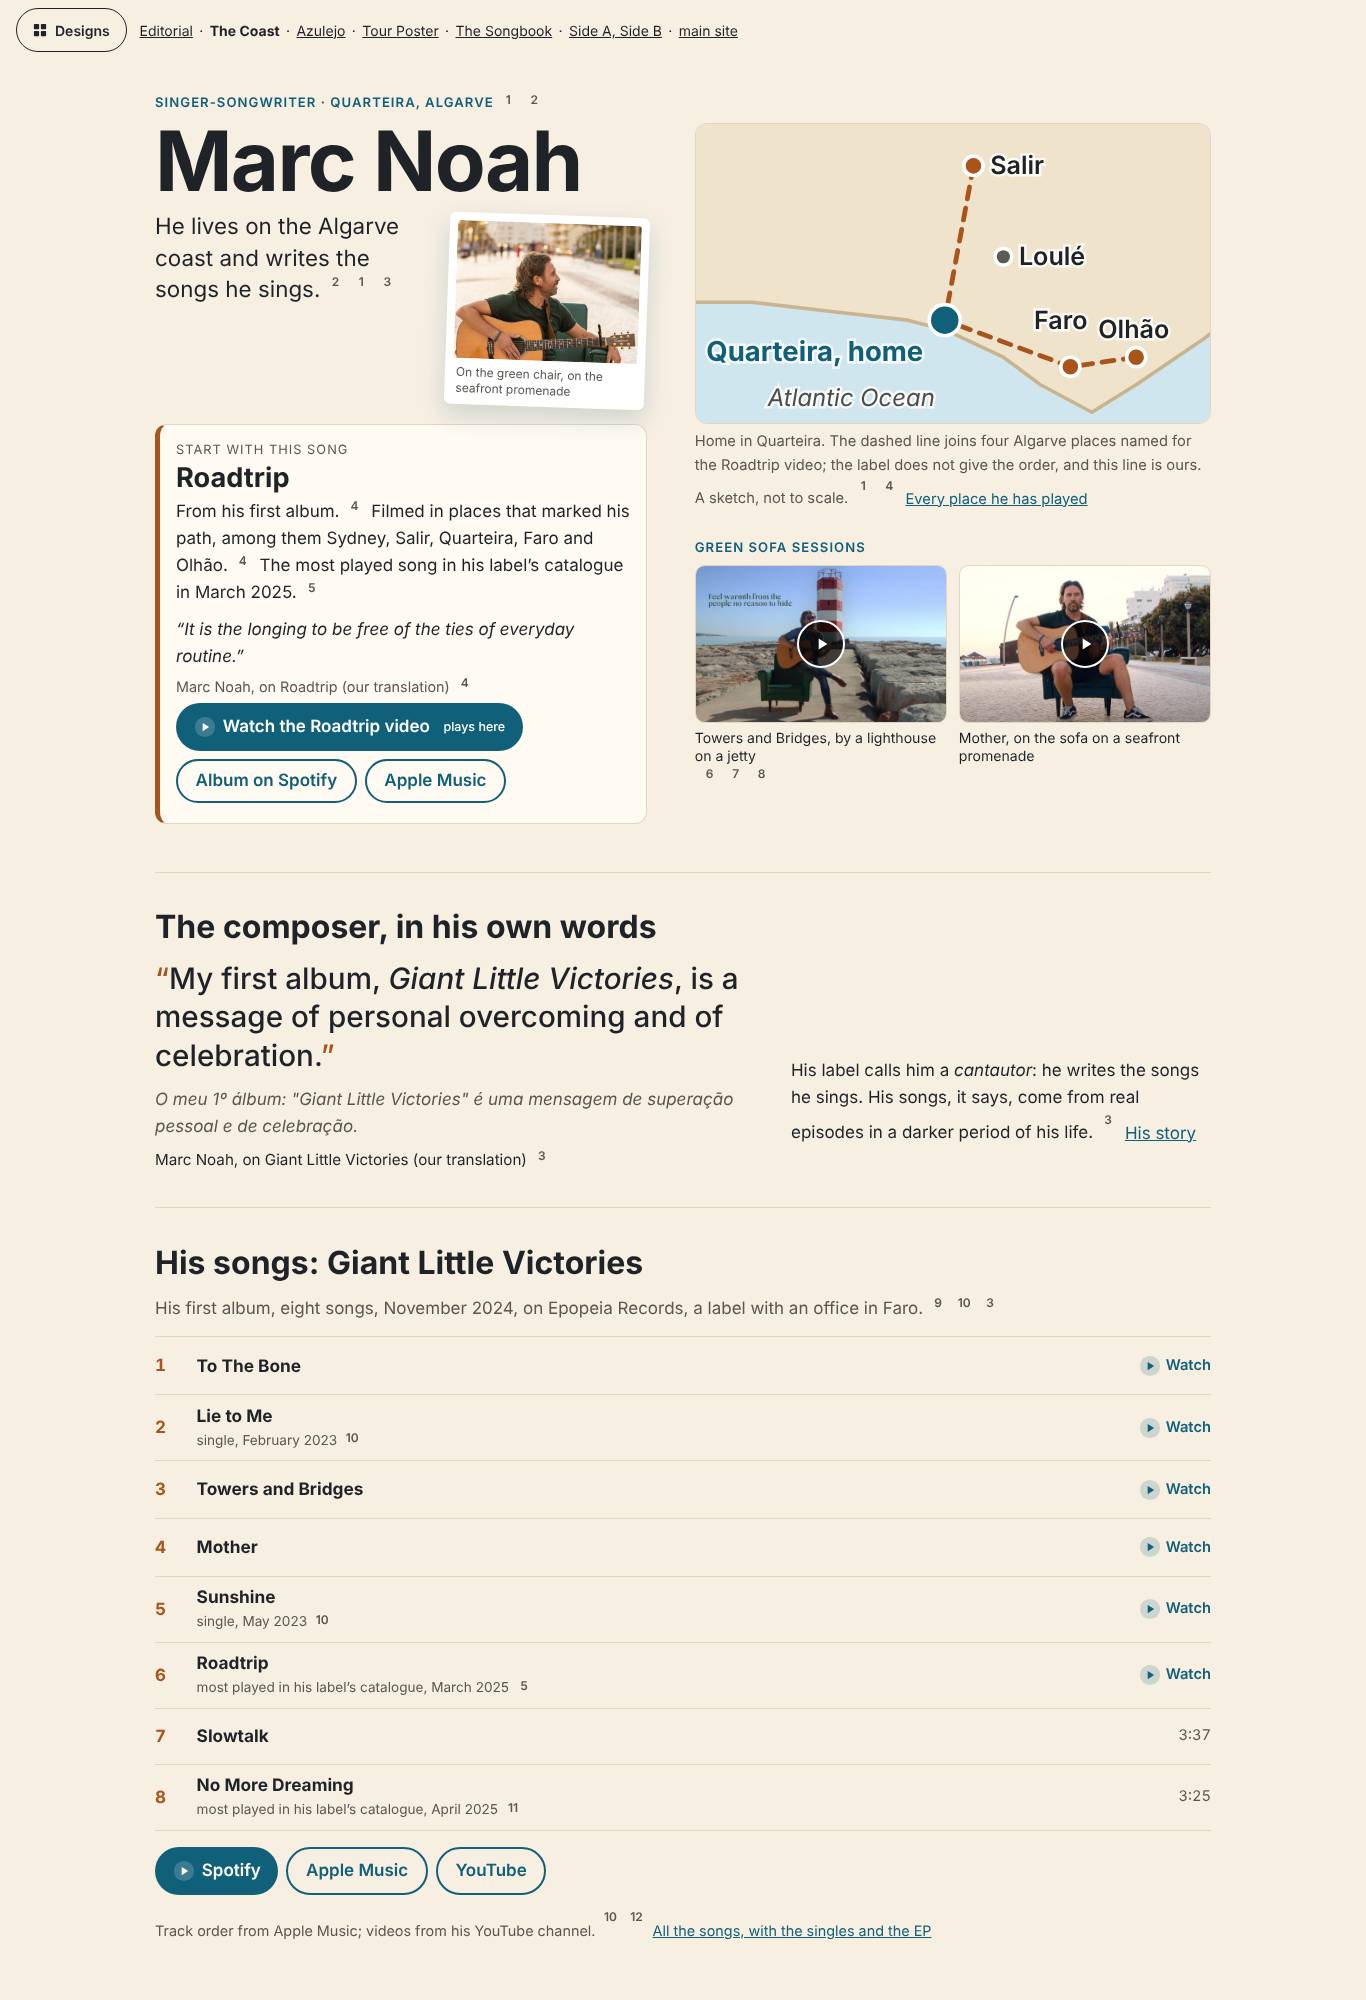 Designs Editorial · The Coast · Azulejo · Tour Poster · The Songbook · Side A, Side B · main site
SINGER-SONGWRITER · QUARTEIRA, ALGARVE 1 2
Marc Noah
He lives on the Algarve
coast and writes the
songs he sings. 2 1 3
On the green chair, on the
seafront promenade
START WITH THIS SONG
Roadtrip
From his first album. 4 Filmed in places that marked his
path, among them Sydney, Salir, Quarteira, Faro and
Olhão. 4 The most played song in his label’s catalogue
in March 2025. 5
“It is the longing to be free of the ties of everyday
routine.”
Marc Noah, on Roadtrip (our translation) 4
Watch the Roadtrip video plays here
Album on Spotify Apple Music
Salir
Loulé
Faro
Olhão
Quarteira, home
Atlantic Ocean
Home in Quarteira. The dashed line joins four Algarve places named for
the Roadtrip video; the label does not give the order, and this line is ours.
A sketch, not to scale. 1 4 Every place he has played
GREEN SOFA SESSIONS
Feel warmth from the
people no reason to hide
Towers and Bridges, by a lighthouse
on a jetty
6 7 8
Mother, on the sofa on a seafront
promenade
The composer, in his own words
“My first album, Giant Little Victories, is a
message of personal overcoming and of
celebration.”
O meu 1º álbum: "Giant Little Victories" é uma mensagem de superação
pessoal e de celebração.
Marc Noah, on Giant Little Victories (our translation) 3
His label calls him a cantautor: he writes the songs
he sings. His songs, it says, come from real
episodes in a darker period of his life. 3 His story
His songs: Giant Little Victories
His first album, eight songs, November 2024, on Epopeia Records, a label with an office in Faro. 9 10 3
1 To The Bone Watch
2 Lie to Me Watch
single, February 2023 10
3 Towers and Bridges Watch
4 Mother Watch
5 Sunshine Watch
single, May 2023 10
6 Roadtrip Watch
most played in his label’s catalogue, March 2025 5
7 Slowtalk 3:37
8 No More Dreaming 3:25
most played in his label’s catalogue, April 2025 11
Spotify Apple Music YouTube
Track order from Apple Music; videos from his YouTube channel. 10 12 All the songs, with the singles and the EP